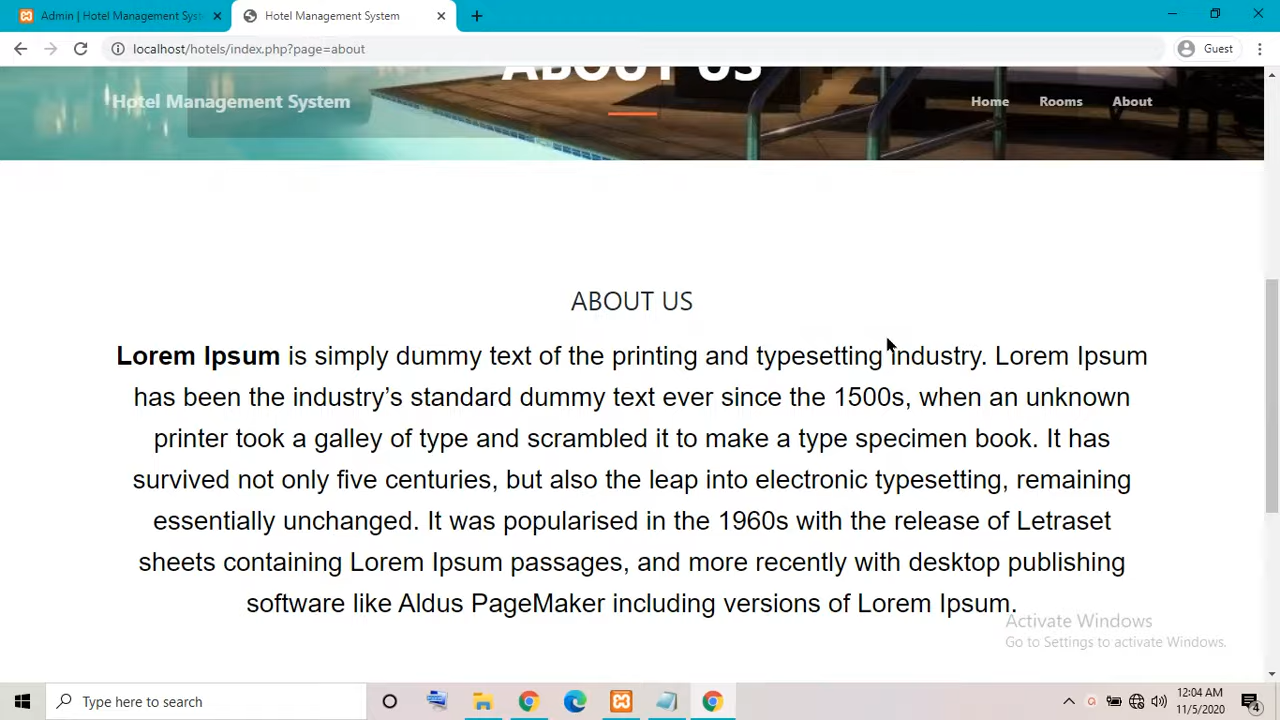 Admin | Hotel Management Syst
Hotel Management System
localhost/hotels/index.php?page=about
Guest
ABOUT US
Hotel Management System
Home
Rooms
About
ABOUT US
Lorem Ipsum is simply dummy text of the printing and typesetting industry. Lorem Ipsum
has been the industry’s standard dummy text ever since the 1500s, when an unknown
printer took a galley of type and scrambled it to make a type specimen book. It has
survived not only five centuries, but also the leap into electronic typesetting, remaining
essentially unchanged. It was popularised in the 1960s with the release of Letraset
sheets containing Lorem Ipsum passages, and more recently with desktop publishing
software like Aldus PageMaker including versions of Lorem Ipsum.
Activate Windows
Go to Settings to activate Windows.
Type here to search
12:04 AM
11/5/2020
4